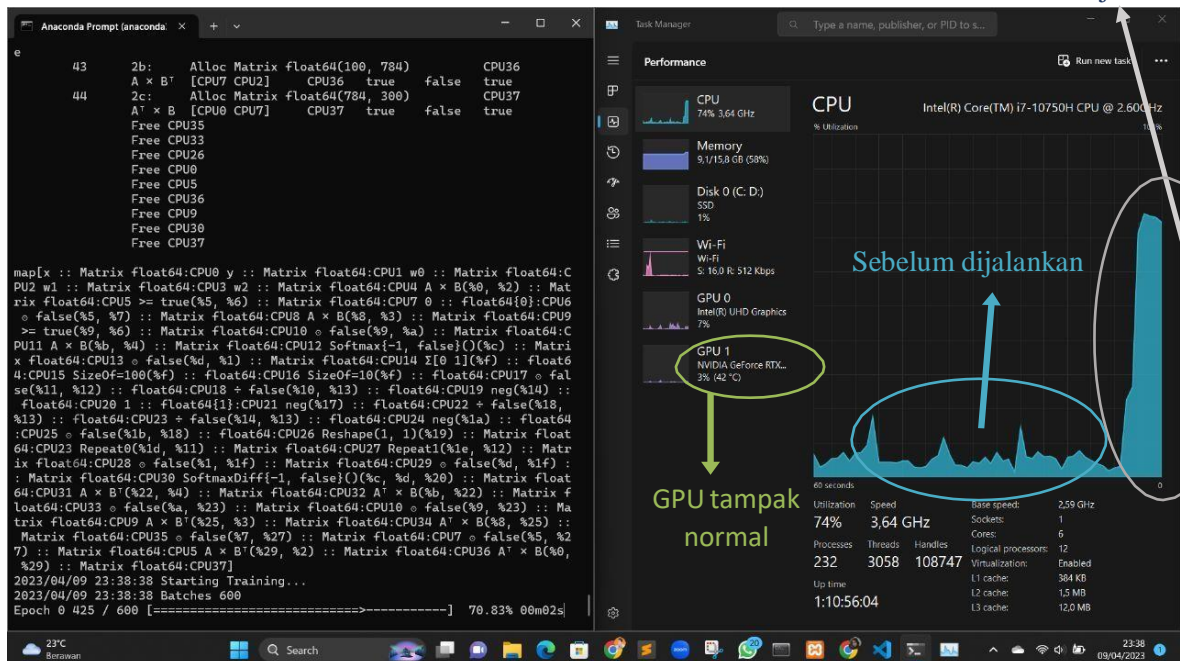 Anaconda Prompt (anaconda:
Task Manager
Type a name, publisher, or PID to s...
e
43 2b: Alloc Matrix float64(100, 784) CPU36
A × Bᵀ [CPU7 CPU2] CPU36 true false true
44 2c: Alloc Matrix float64(784, 300) CPU37
Aᵀ × B [CPU0 CPU7] CPU37 true false true
Free CPU35
Free CPU33
Free CPU26
Free CPU0
Free CPU5
Free CPU36
Free CPU9
Free CPU30
Free CPU37
map[x :: Matrix float64:CPU0 y :: Matrix float64:CPU1 w0 :: Matrix float64:C
PU2 w1 :: Matrix float64:CPU3 w2 :: Matrix float64:CPU4 A × B(%0, %2) :: Mat
rix float64:CPU5 >= true(%5, %6) :: Matrix float64:CPU7 0 :: float64{0}:CPU6
⊙ false(%5, %7) :: Matrix float64:CPU8 A × B(%8, %3) :: Matrix float64:CPU9
>= true(%9, %6) :: Matrix float64:CPU10 ⊙ false(%9, %a) :: Matrix float64:C
PU11 A × B(%b, %4) :: Matrix float64:CPU12 Softmax{-1, false}()(%c) :: Matri
x float64:CPU13 ⊙ false(%d, %1) :: Matrix float64:CPU14 Σ[0 1](%f) :: float6
4:CPU15 SizeOf=100(%f) :: float64:CPU16 SizeOf=10(%f) :: float64:CPU17 ⊙ fal
se(%11, %12) :: float64:CPU18 ÷ false(%10, %13) :: float64:CPU19 neg(%14) ::
float64:CPU20 1 :: float64{1}:CPU21 neg(%17) :: float64:CPU22 ÷ false(%18,
%13) :: float64:CPU23 ÷ false(%14, %13) :: float64:CPU24 neg(%1a) :: float64
:CPU25 ⊙ false(%1b, %18) :: float64:CPU26 Reshape(1, 1)(%19) :: Matrix float
64:CPU23 Repeat0(%1d, %11) :: Matrix float64:CPU27 Repeat1(%1e, %12) :: Matr
ix float64:CPU28 ⊙ false(%1, %1f) :: Matrix float64:CPU29 ⊙ false(%d, %1f) :
: Matrix float64:CPU30 SoftmaxDiff{-1, false}()(%c, %d, %20) :: Matrix float
64:CPU31 A × Bᵀ(%22, %4) :: Matrix float64:CPU32 Aᵀ × B(%b, %22) :: Matrix f
loat64:CPU33 ⊙ false(%a, %23) :: Matrix float64:CPU10 ⊙ false(%9, %23) :: Ma
trix float64:CPU9 A × Bᵀ(%25, %3) :: Matrix float64:CPU34 Aᵀ × B(%8, %25) ::
Matrix float64:CPU35 ⊙ false(%7, %27) :: Matrix float64:CPU7 ⊙ false(%5, %2
7) :: Matrix float64:CPU5 A × Bᵀ(%29, %2) :: Matrix float64:CPU36 Aᵀ × B(%0,
%29) :: Matrix float64:CPU37]
2023/04/09 23:38:38 Starting Training...
2023/04/09 23:38:38 Batches 600
Epoch 0 425 / 600 [============================>-----------] 70.83% 00m02s
Performance
Run new task
CPU
74% 3,64 GHz
Memory
9,1/15,8 GB (58%)
Disk 0 (C: D:)
SSD
1%
Wi-Fi
Wi-Fi
S: 16,0 R: 512 Kbps
GPU 0
Intel(R) UHD Graphics
7%
GPU 1
NVIDIA GeForce RTX...
3% (42 °C)
GPU tampak
normal
CPU Intel(R) Core(TM) i7-10750H CPU @ 2.60GHz
% Utilization 100%
Sebelum dijalankan
60 seconds 0
Utilization Speed
74% 3,64 GHz
Processes Threads Handles
232 3058 108747
Up time
1:10:56:04
Base speed: 2,59 GHz
Sockets: 1
Cores: 6
Logical processors: 12
Virtualization: Enabled
L1 cache: 384 KB
L2 cache: 1,5 MB
L3 cache: 12,0 MB
23°C
Berawan
Search
zoom
20
23:38
09/04/2023
1